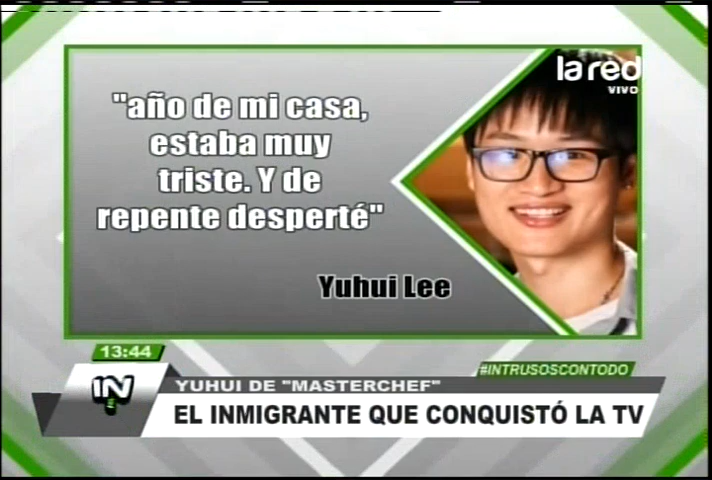 "año de mi casa,
estaba muy
triste. Y de
repente desperté"
Yuhui Lee
la red
VIVO
13:44
#INTRUSOSCONTODO
IN
YUHUI DE "MASTERCHEF"
EL INMIGRANTE QUE CONQUISTÓ LA TV